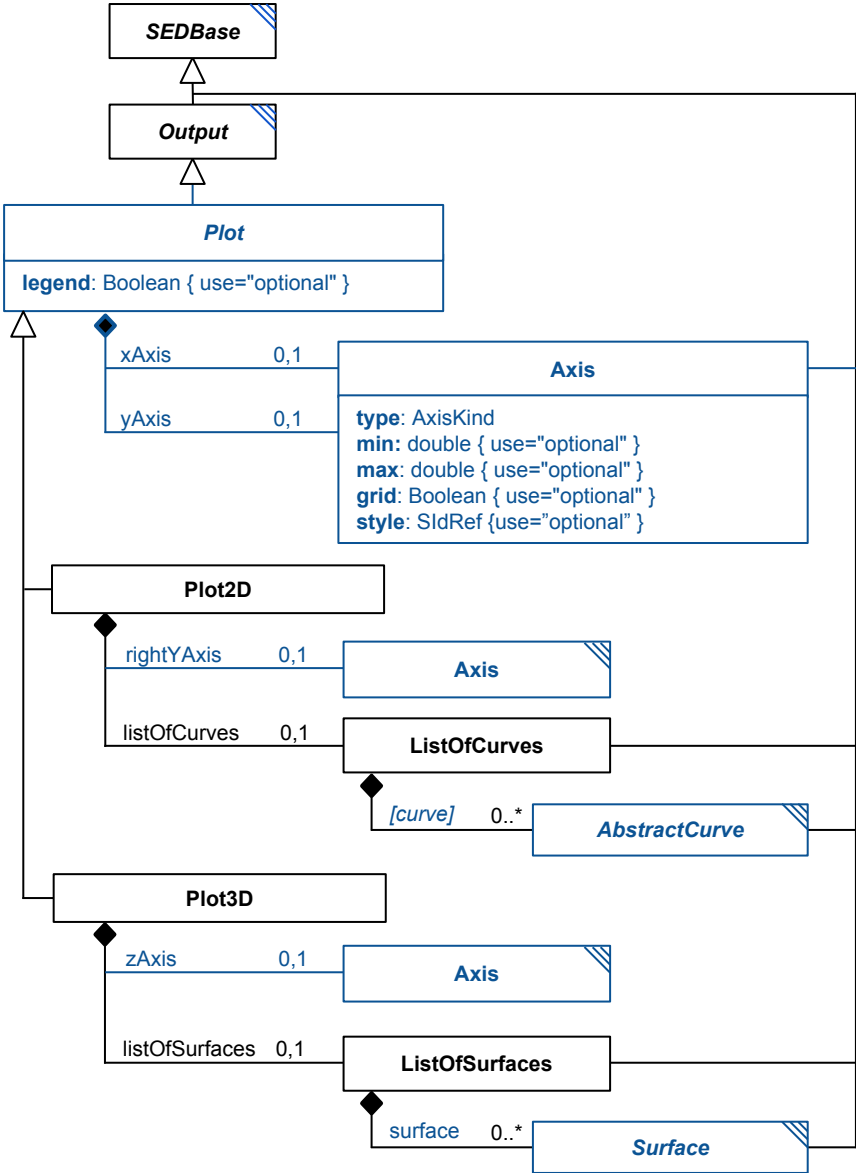 SEDBase
Output
Plot
legend: Boolean { use="optional" }
xAxis 0,1
Axis
yAxis 0,1
type: AxisKind
min: double { use="optional" }
max: double { use="optional" }
grid: Boolean { use="optional" }
style: SIdRef {use=”optional” }
Plot2D
rightYAxis 0,1
Axis
listOfCurves 0,1
ListOfCurves
[curve] 0..*
AbstractCurve
Plot3D
zAxis 0,1
Axis
listOfSurfaces 0,1
ListOfSurfaces
surface 0..*
Surface